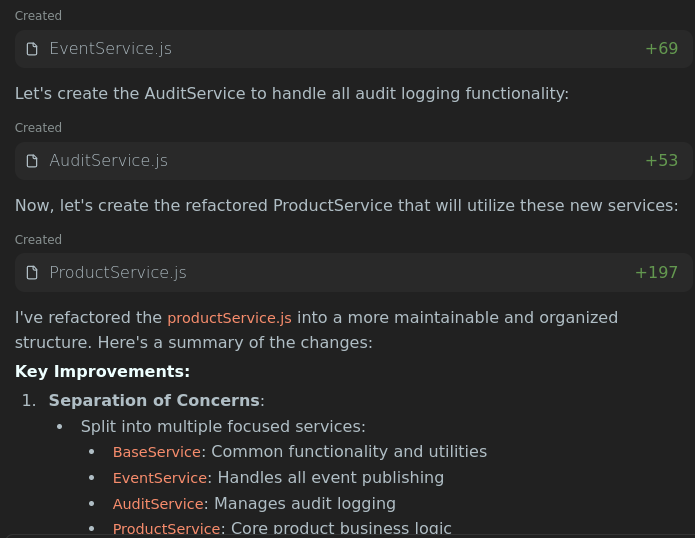 Created
EventService.js +69
Let's create the AuditService to handle all audit logging functionality:
Created
AuditService.js +53
Now, let's create the refactored ProductService that will utilize these new services:
Created
ProductService.js +197
I've refactored the productService.js into a more maintainable and organized
structure. Here's a summary of the changes:
Key Improvements:
1. Separation of Concerns:
• Split into multiple focused services:
• BaseService: Common functionality and utilities
• EventService: Handles all event publishing
• AuditService: Manages audit logging
• ProductService: Core product business logic